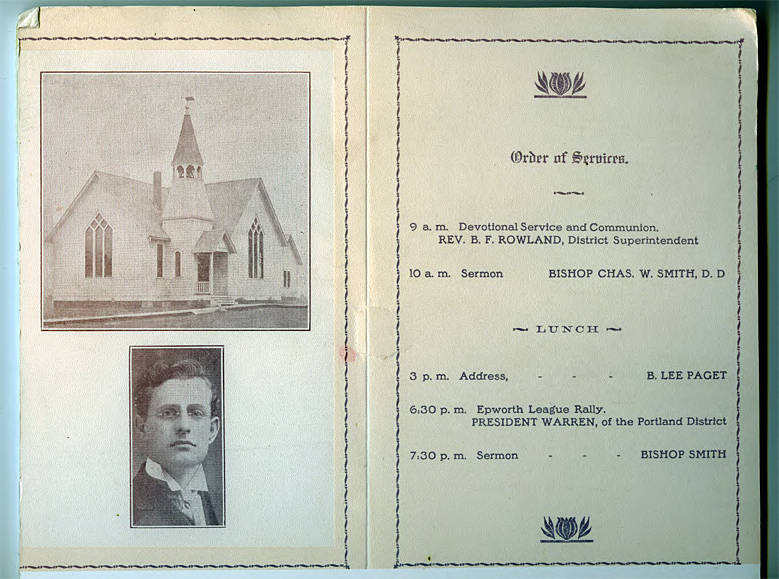 Order of Services.
9 a. m. Devotional Service and Communion.
REV. B. F. ROWLAND, District Superintendent
10 a. m. Sermon BISHOP CHAS. W. SMITH, D. D
LUNCH
3 p. m. Address, - - - B. LEE PAGET
6:30 p. m. Epworth League Rally.
PRESIDENT WARREN, of the Portland District
7:30 p. m. Sermon - - - BISHOP SMITH